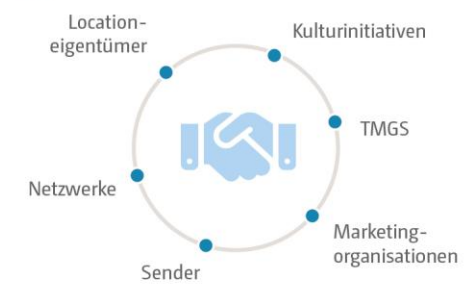 Location-
eigentümer
Kulturinitiativen
TMGS
Netzwerke
Marketing-
organisationen
Sender